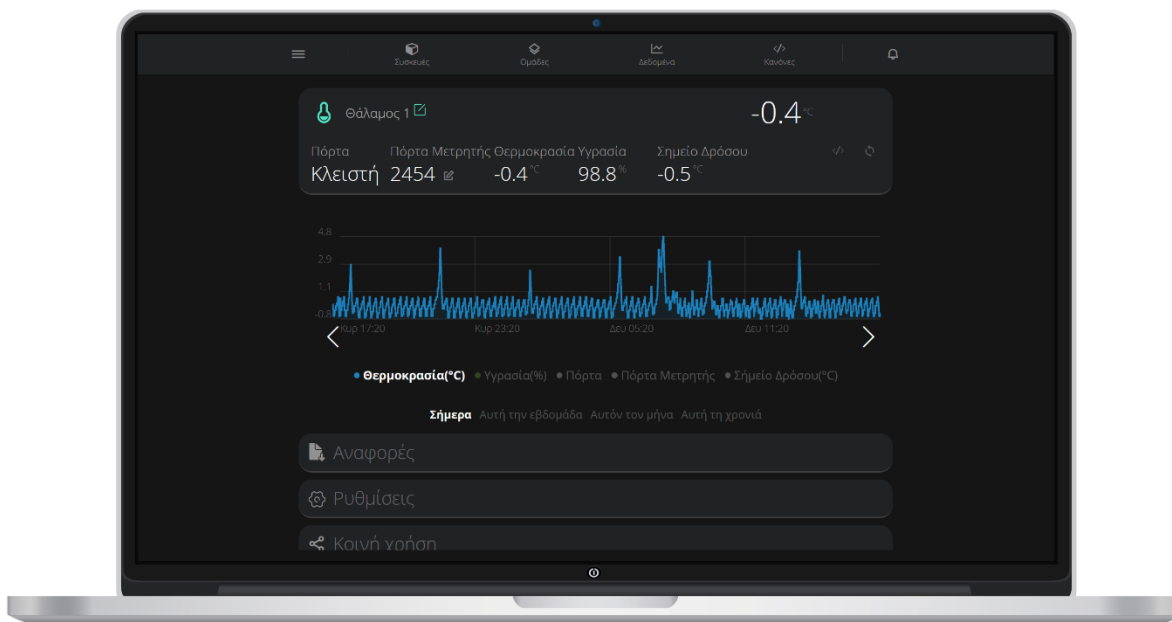 Συσκευές Ομάδες Δεδομένα Κανόνες
Θάλαμος 1 -0.4 °C
Πόρτα Πόρτα Μετρητής Θερμοκρασία Υγρασία Σημείο Δρόσου
Κλειστή 2454 -0.4 °C 98.8 % -0.5 °C
4.8
2.9
1.1
-0.8
Κυρ 17:20 Κυρ 23:20 Δευ 05:20 Δευ 11:20
Θερμοκρασία(°C) Υγρασία(%) Πόρτα Πόρτα Μετρητής Σήμείο Δρόσου(°C)
Σήμερα Αυτή την εβδομάδα Αυτόν τον μήνα Αυτή τη χρονιά
Αναφορές
Ρυθμίσεις
Κοινή χρήση